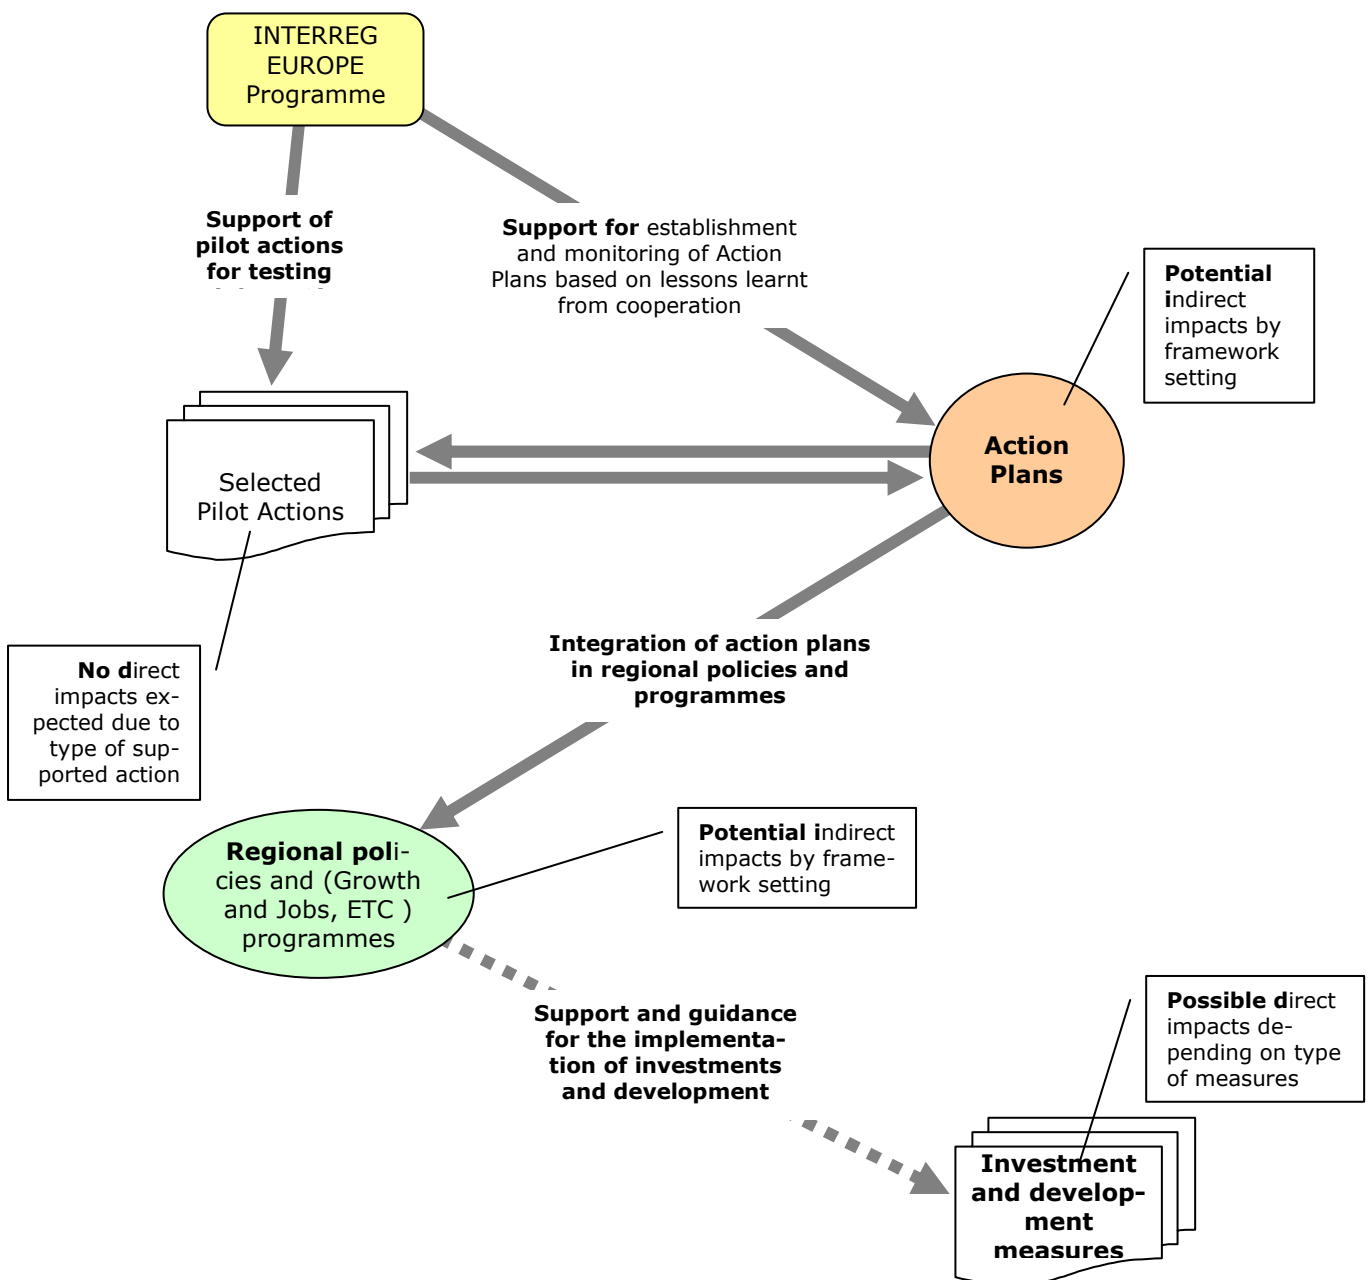 INTERREG
EUROPE
Programme
Support of
pilot actions
for testing
Support for establishment
and monitoring of Action
Plans based on lessons learnt
from cooperation
Potential
indirect
impacts by
framework
setting
Action
Plans
Selected
Pilot Actions
Integration of action plans
in regional policies and
programmes
No direct
impacts ex-
pected due to
type of sup-
ported action
Potential indirect
impacts by frame-
work setting
Regional poli-
cies and (Growth
and Jobs, ETC )
programmes
Support and guidance
for the implementa-
tion of investments
and development
Possible direct
impacts de-
pending on type
of measures
Investment
and develop-
ment
measures